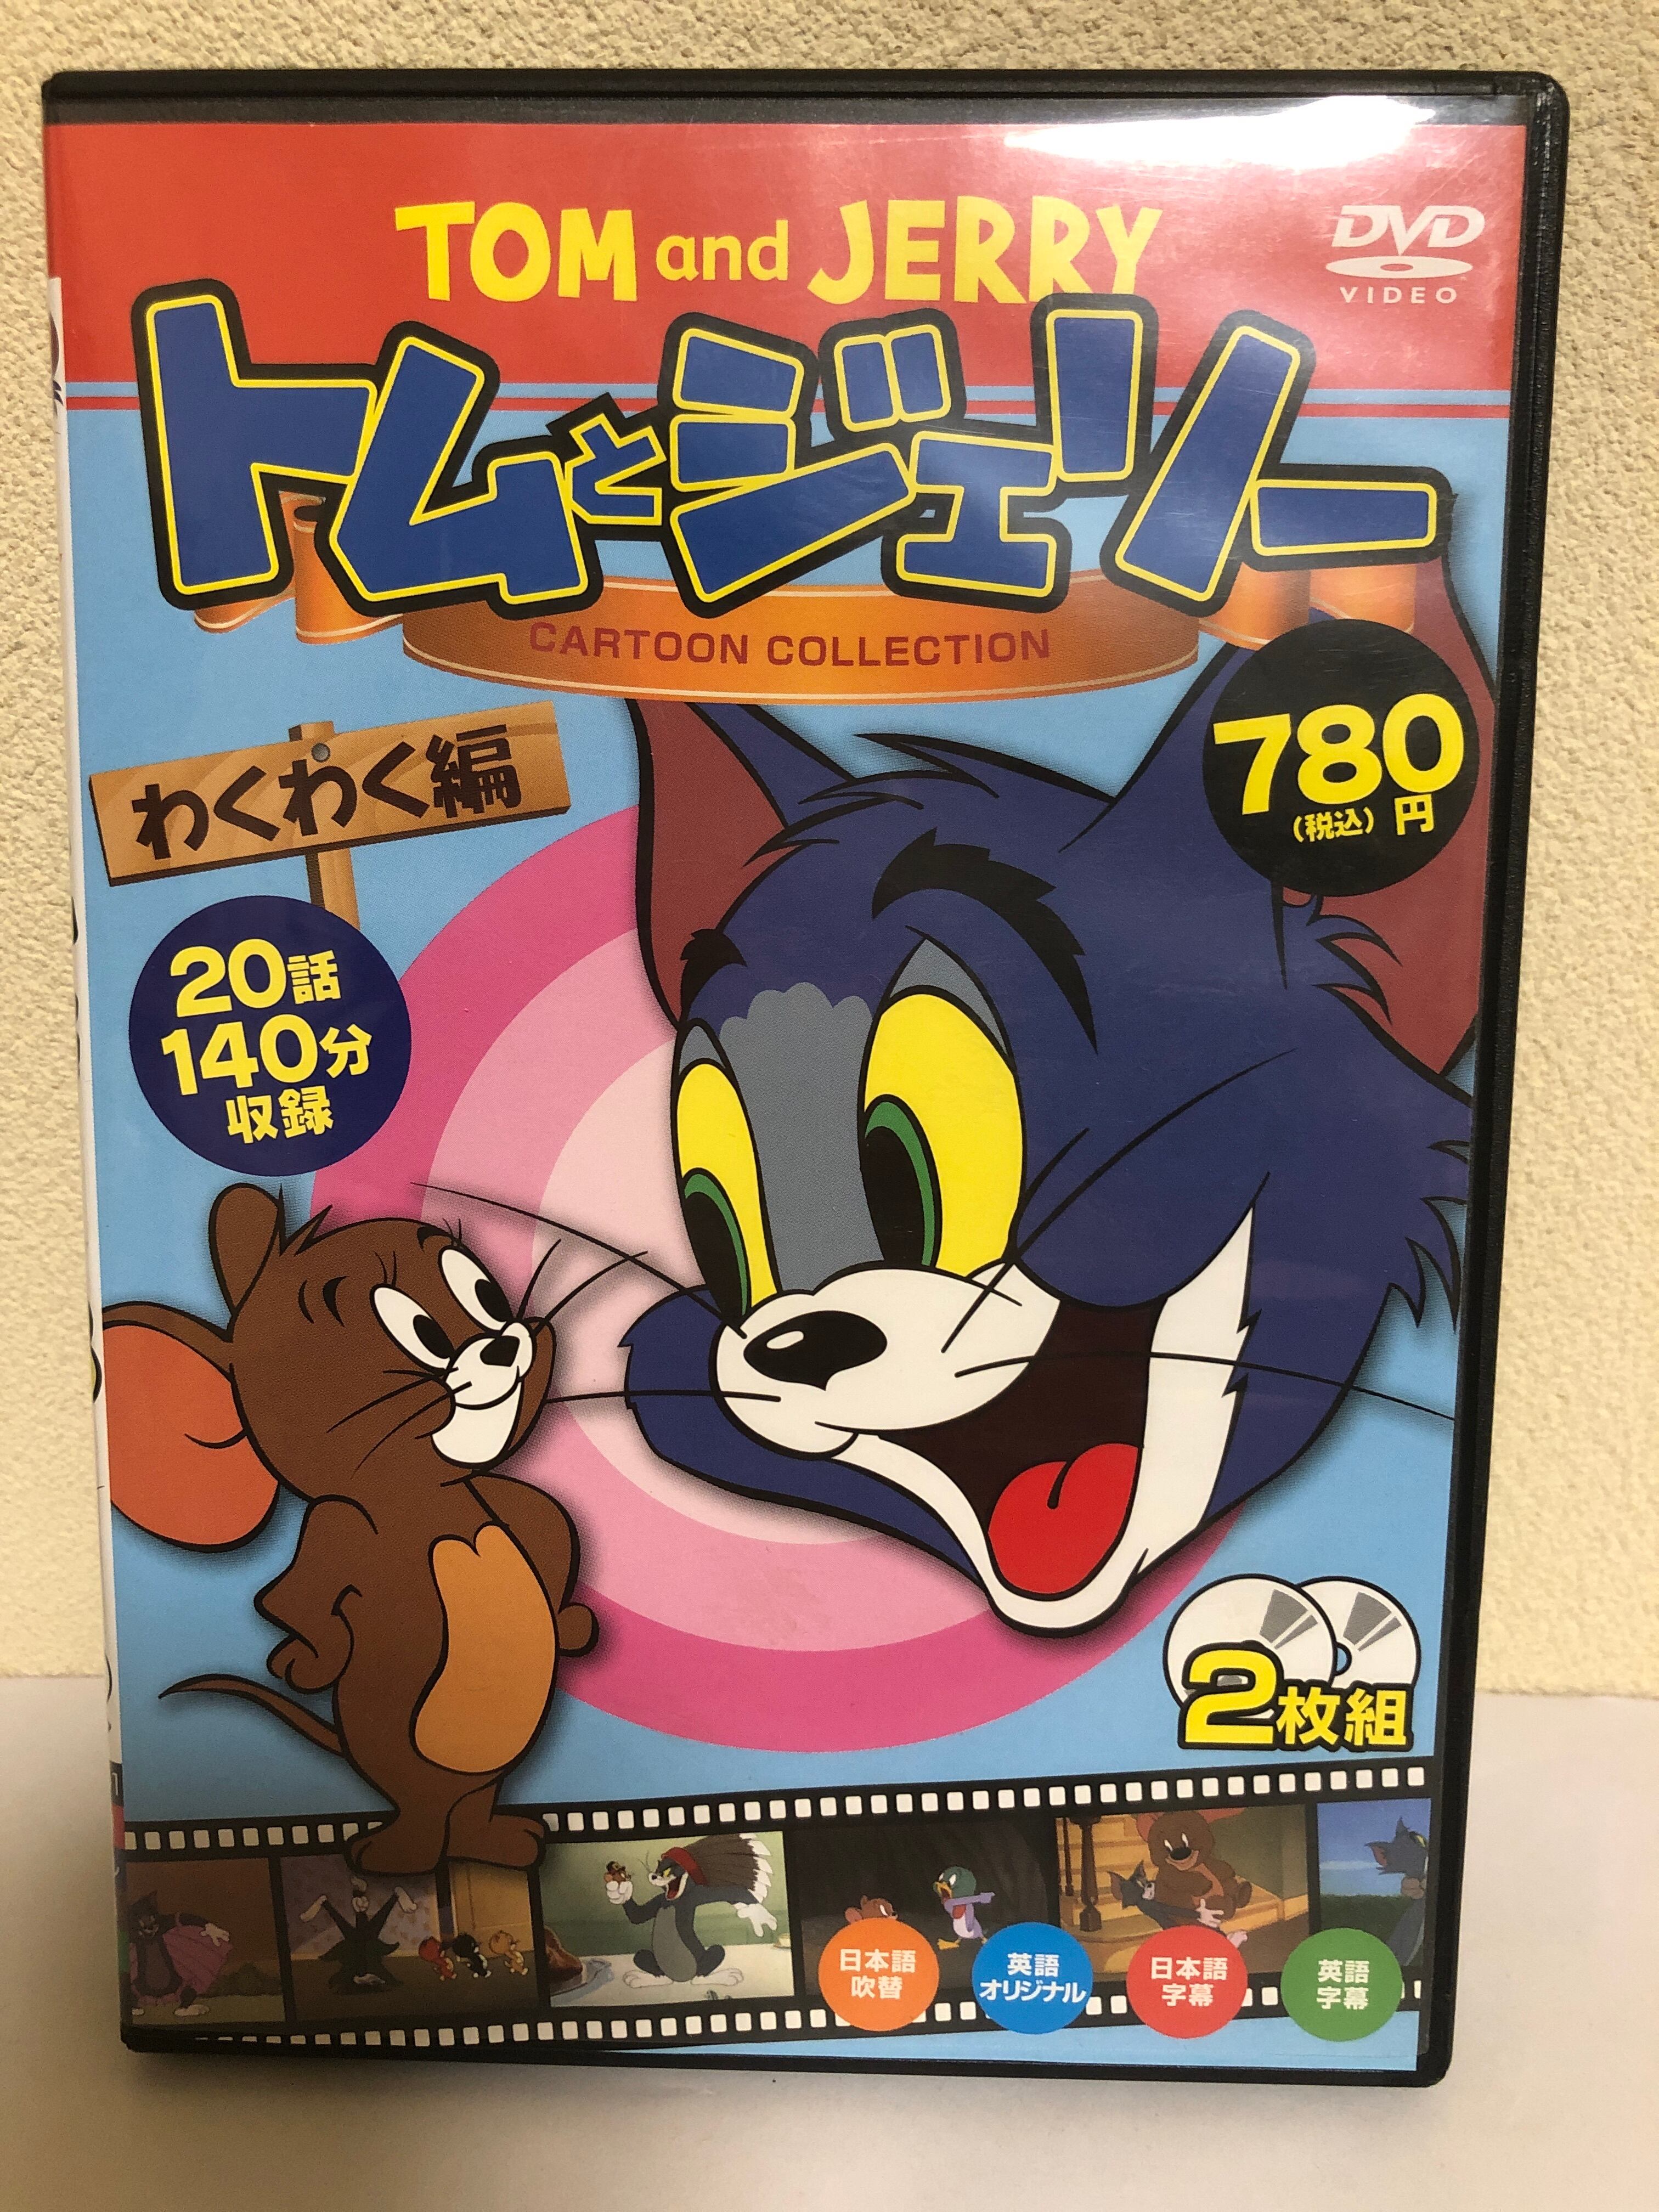 TOM and JERRY
DVD
VIDEO
トムとジェリー
CARTOON COLLECTION
わくわく編
780
(税込) 円
20話
140分
収録
2枚組
日本語
吹替
英語
オリジナル
日本語
字幕
英語
字幕